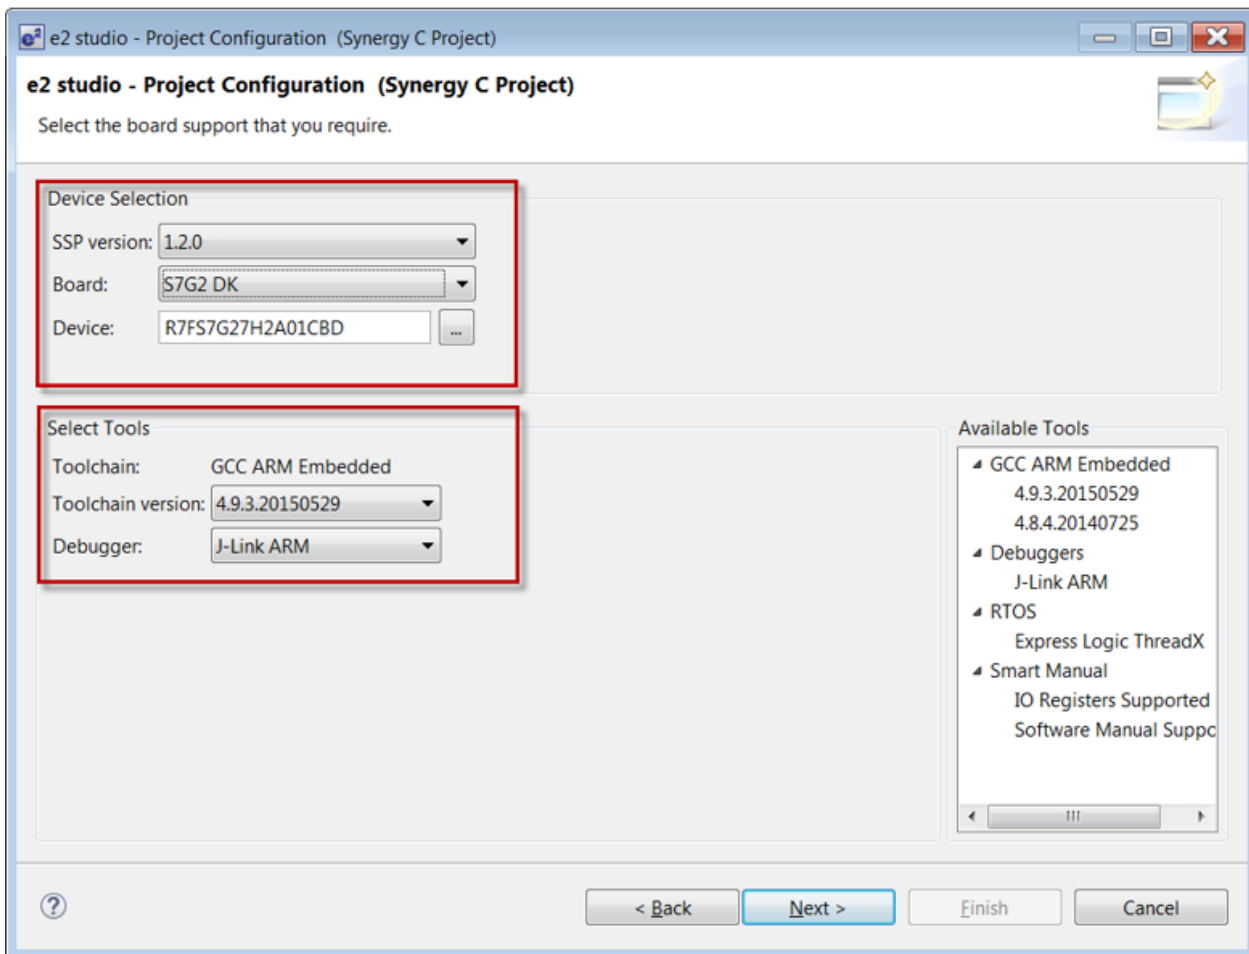 e2 e2 studio - Project Configuration (Synergy C Project)
e2 studio - Project Configuration (Synergy C Project)
Select the board support that you require.
Device Selection
SSP version: 1.2.0
Board: S7G2 DK
Device: R7FS7G27H2A01CBD ...
Select Tools
Toolchain: GCC ARM Embedded
Toolchain version: 4.9.3.20150529
Debugger: J-Link ARM
Available Tools
GCC ARM Embedded
4.9.3.20150529
4.8.4.20140725
Debuggers
J-Link ARM
RTOS
Express Logic ThreadX
Smart Manual
IO Registers Supported
Software Manual Suppo
? < Back Next > Finish Cancel